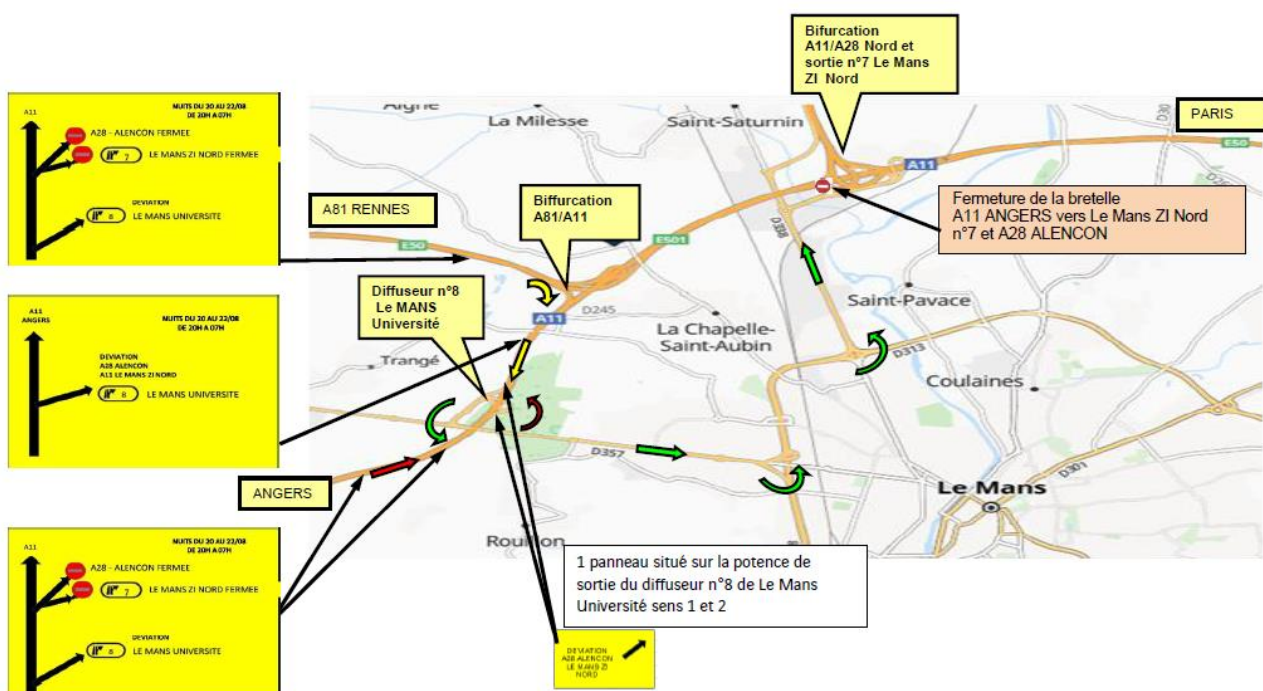 Bifurcation
A11/A28 Nord et
sortie n°7 Le Mans
ZI Nord
PARIS
A11
NUITS DU 20 AU 22/08
DE 20H A 07H
A28 - ALENCON FERMEE
7 LE MANS ZI NORD FERMEE
DEVIATION
LE MANS UNIVERSITE
Aigné
La Milesse
Saint-Saturnin
D30
E50
A11
A81 RENNES
Biffurcation
A81/A11
Fermeture de la bretelle
A11 ANGERS vers Le Mans ZI Nord
n°7 et A28 ALENCON
E50
E501
D338
Diffuseur n°8
Le MANS
Université
A11
D245
La Chapelle-
Saint-Aubin
Saint-Pavace
D313
Coulaines
Trangé
A11
ANGERS
NUITS DU 20 AU 22/08
DE 20H A 07H
DEVIATION
A28 ALENCON
A11 LE MANS ZI NORD
8 LE MANS UNIVERSITE
D357
D301
Le Mans
ANGERS
Rouillon
A11
NUITS DU 20 AU 22/08
DE 20H A 07H
A28 - ALENCON FERMEE
7 LE MANS ZI NORD FERMEE
DEVIATION
LE MANS UNIVERSITE
1 panneau situé sur la potence de
sortie du diffuseur n°8 de Le Mans
Université sens 1 et 2
DEVIATION
A28 ALENCON
LE MANS ZI
NORD